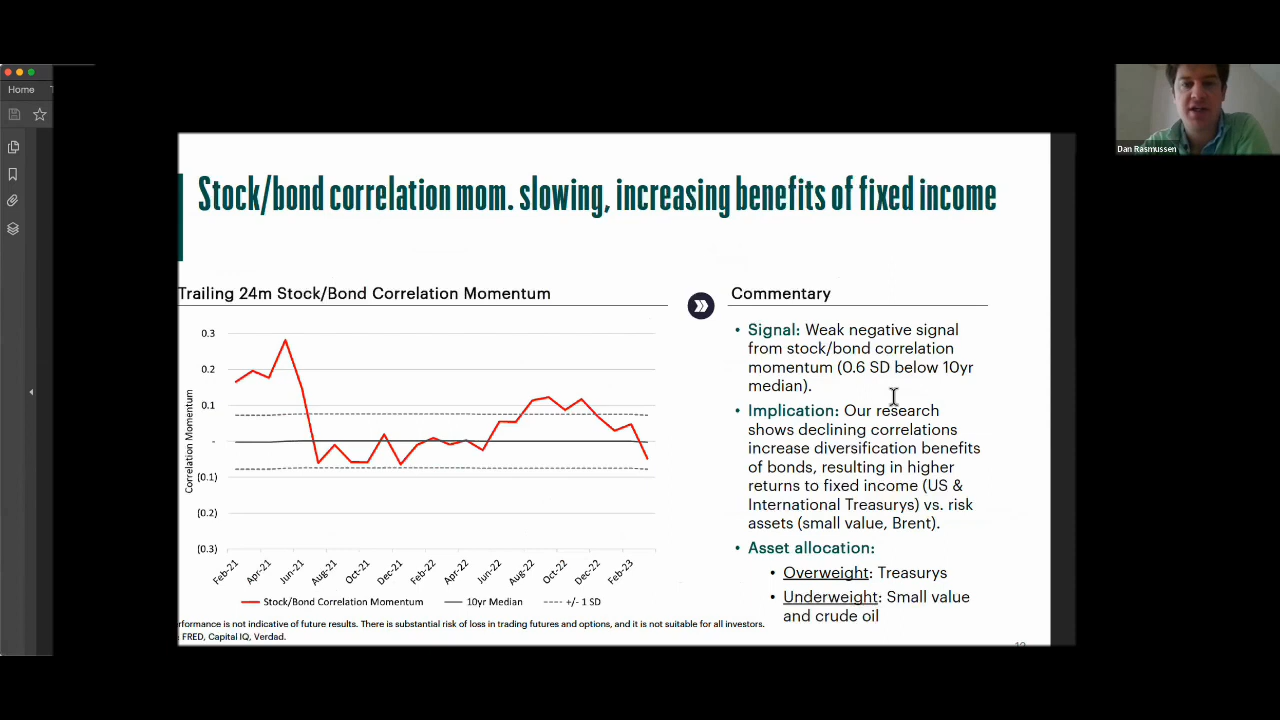 Home
Dan Rasmussen
Stock/bond correlation mom. slowing, increasing benefits of fixed income
Trailing 24m Stock/Bond Correlation Momentum
Correlation Momentum
0.3
0.2
0.1
-
(0.1)
(0.2)
(0.3)
Feb-21
Apr-21
Jun-21
Aug-21
Oct-21
Dec-21
Feb-22
Apr-22
Jun-22
Aug-22
Oct-22
Dec-22
Feb-23
Stock/Bond Correlation Momentum
10yr Median
+/- 1 SD
Commentary
• Signal: Weak negative signal
from stock/bond correlation
momentum (0.6 SD below 10yr
median).
• Implication: Our research
shows declining correlations
increase diversification benefits
of bonds, resulting in higher
returns to fixed income (US &
International Treasurys) vs. risk
assets (small value, Brent).
• Asset allocation:
• Overweight: Treasurys
• Underweight: Small value
and crude oil
rformance is not indicative of future results. There is substantial risk of loss in trading futures and options, and it is not suitable for all investors.
: FRED, Capital IQ, Verdad.